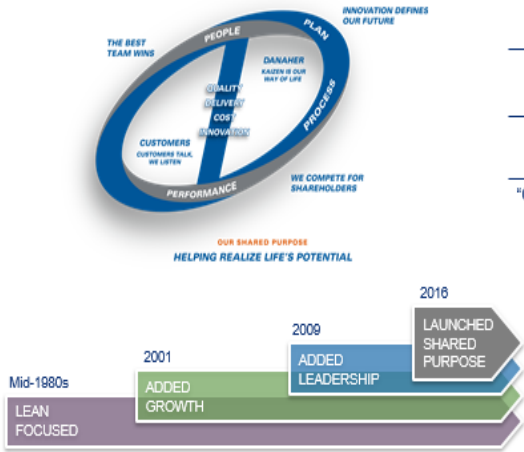 INNOVATION DEFINES
OUR FUTURE
THE BEST
TEAM WINS
PEOPLE
PLAN
DANAHER
KAIZEN IS OUR
WAY OF LIFE
PROCESS
QUALITY
DELIVERY
COST
INNOVATION
CUSTOMERS
CUSTOMERS TALK,
WE LISTEN
WE COMPETE FOR
SHAREHOLDERS
PERFORMANCE
OUR SHARED PURPOSE
HELPING REALIZE LIFE'S POTENTIAL
2016
LAUNCHED
SHARED
PURPOSE
2009
ADDED
LEADERSHIP
2001
ADDED
GROWTH
Mid-1980s
LEAN
FOCUSED